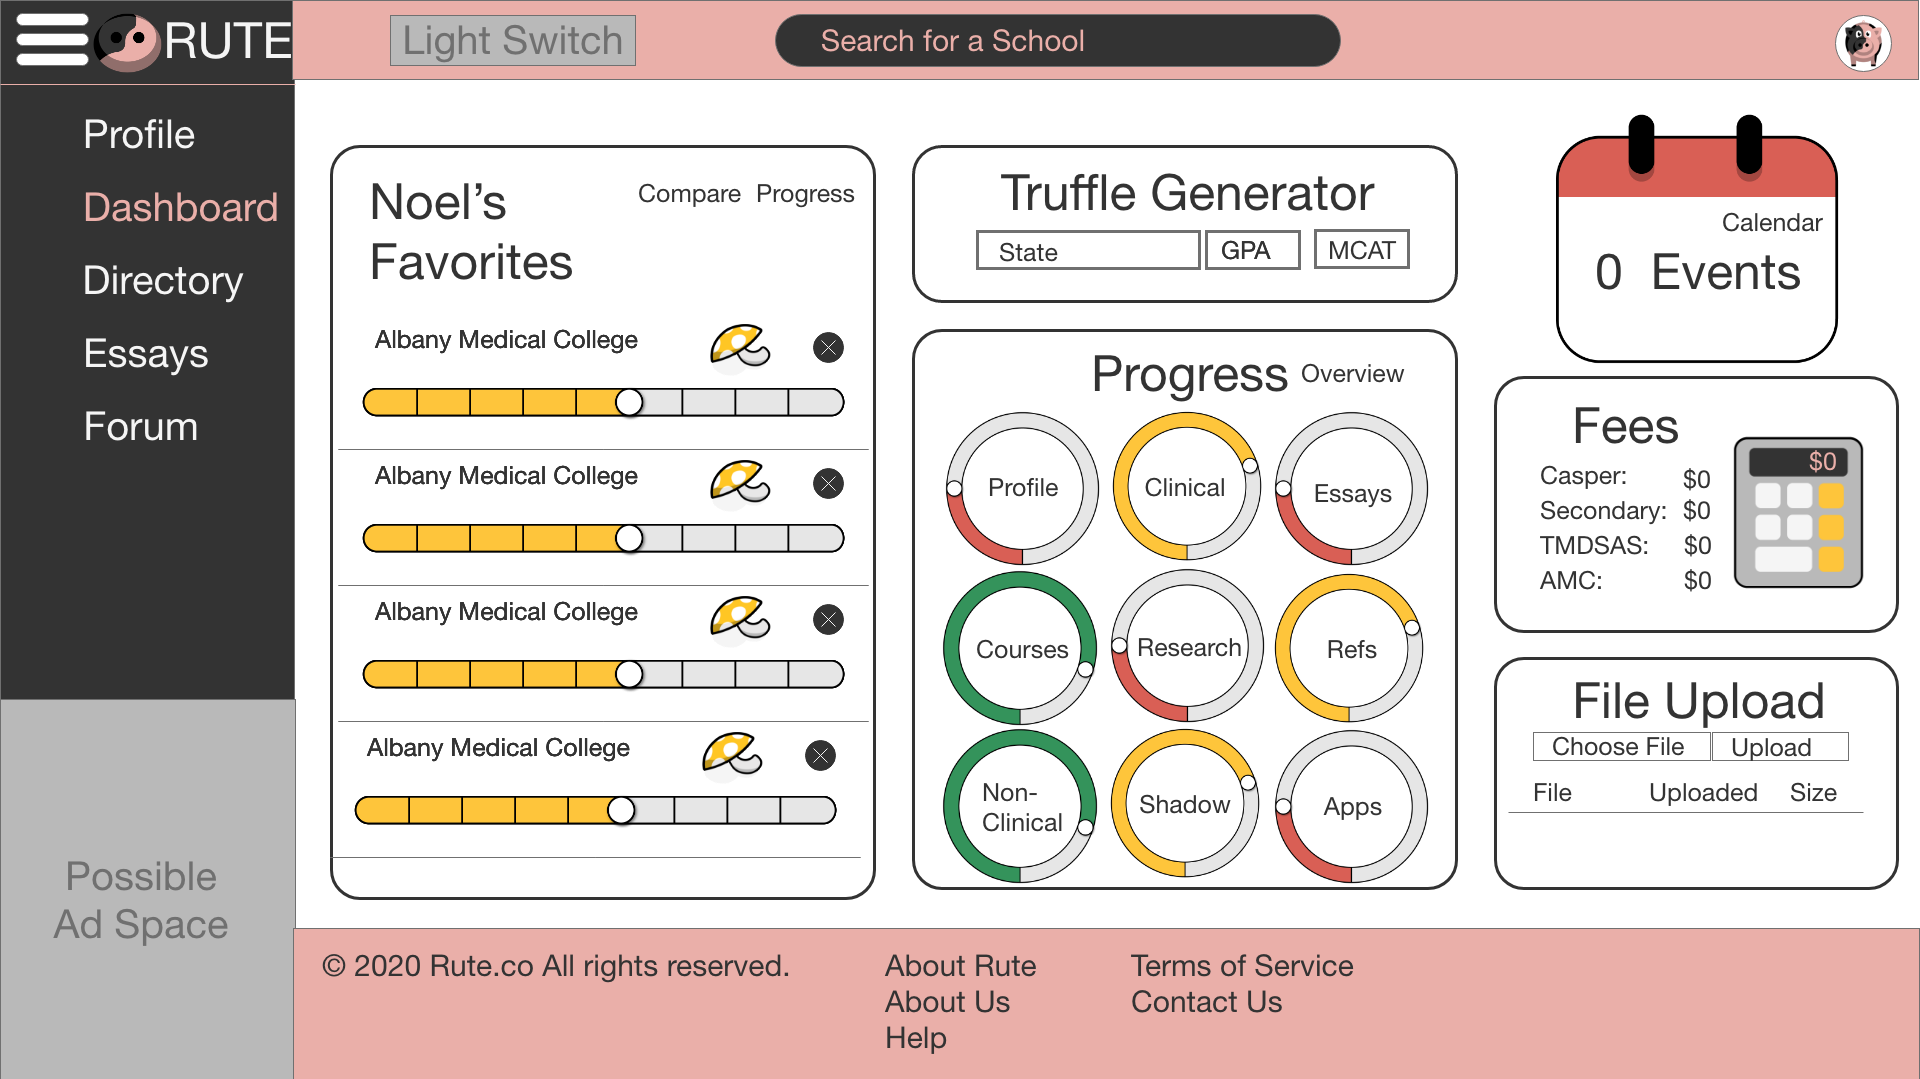 RUTE
Light Switch
Search for a School
Profile
Dashboard
Directory
Essays
Forum
Possible
Ad Space
Noel’s
Favorites
Compare Progress
Albany Medical College
Albany Medical College
Albany Medical College
Albany Medical College
Truffle Generator
State GPA MCAT
Progress Overview
Profile Clinical Essays
Courses Research Refs
Non-
Clinical
Shadow Apps
Calendar
0 Events
Fees
$0
Casper: $0
Secondary: $0
TMDSAS: $0
AMC: $0
File Upload
Choose File Upload
File Uploaded Size
© 2020 Rute.co All rights reserved.
About Rute
About Us
Help
Terms of Service
Contact Us